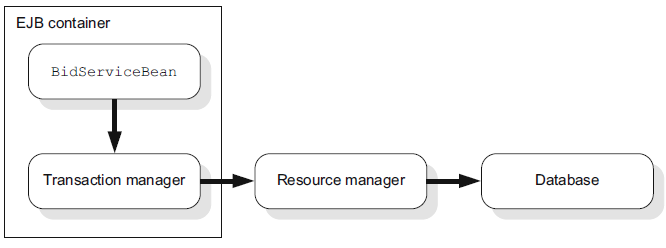 EJB container
BidServiceBean
Transaction manager
Resource manager
Database